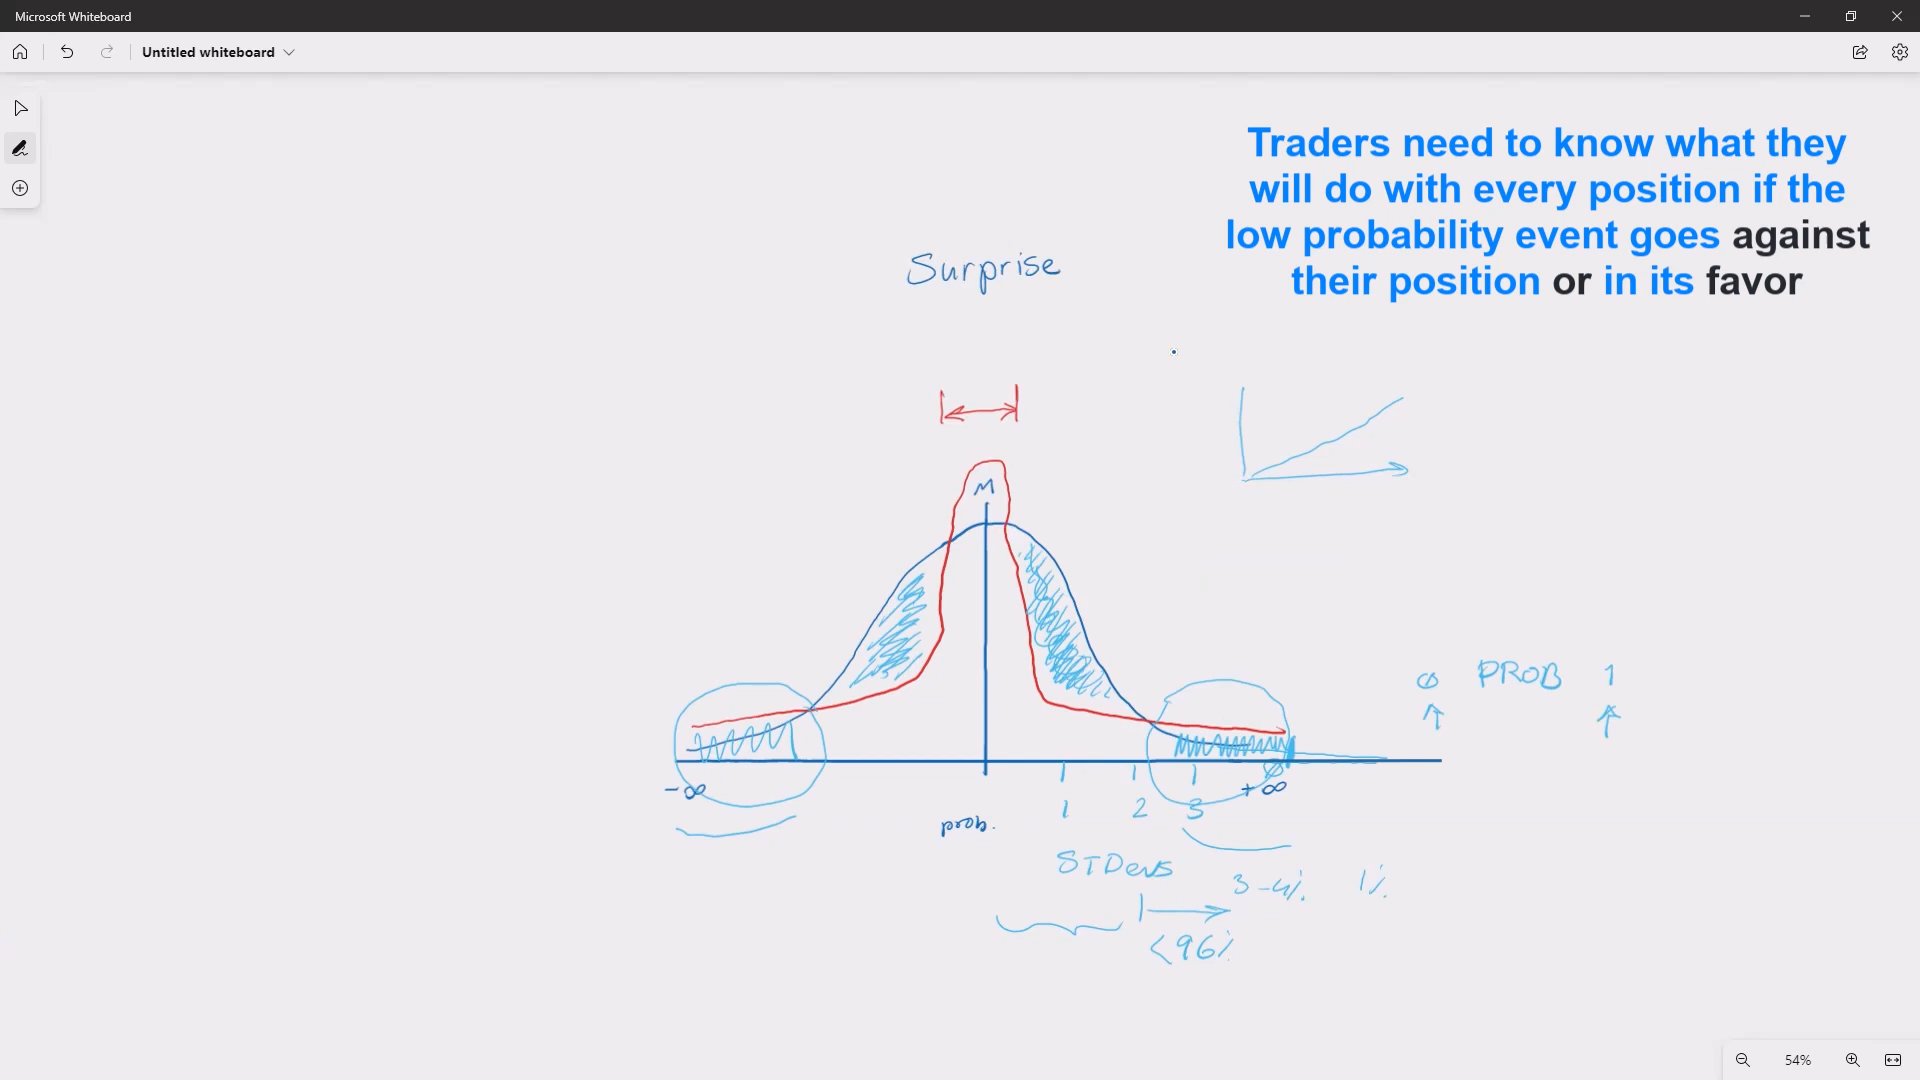 Microsoft Whiteboard
Untitled whiteboard
Traders need to know what they
will do with every position if the
low probability event goes against
their position or in its favor
Surprise
M
0 PROB 1
-∞
+∞
1 2 3
prob.
STDevs
3-4% 1%
<96%
54%